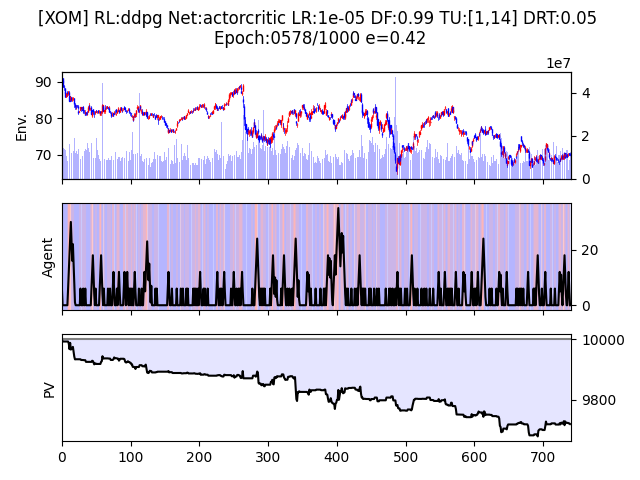 [XOM] RL:ddpg Net:actorcritic LR:1e-05 DF:0.99 TU:[1,14] DRT:0.05
Epoch:0578/1000 e=0.42
1e7
90
80
70
Env.
4
2
0
Agent
20
0
PV
10000
9800
0 100 200 300 400 500 600 700